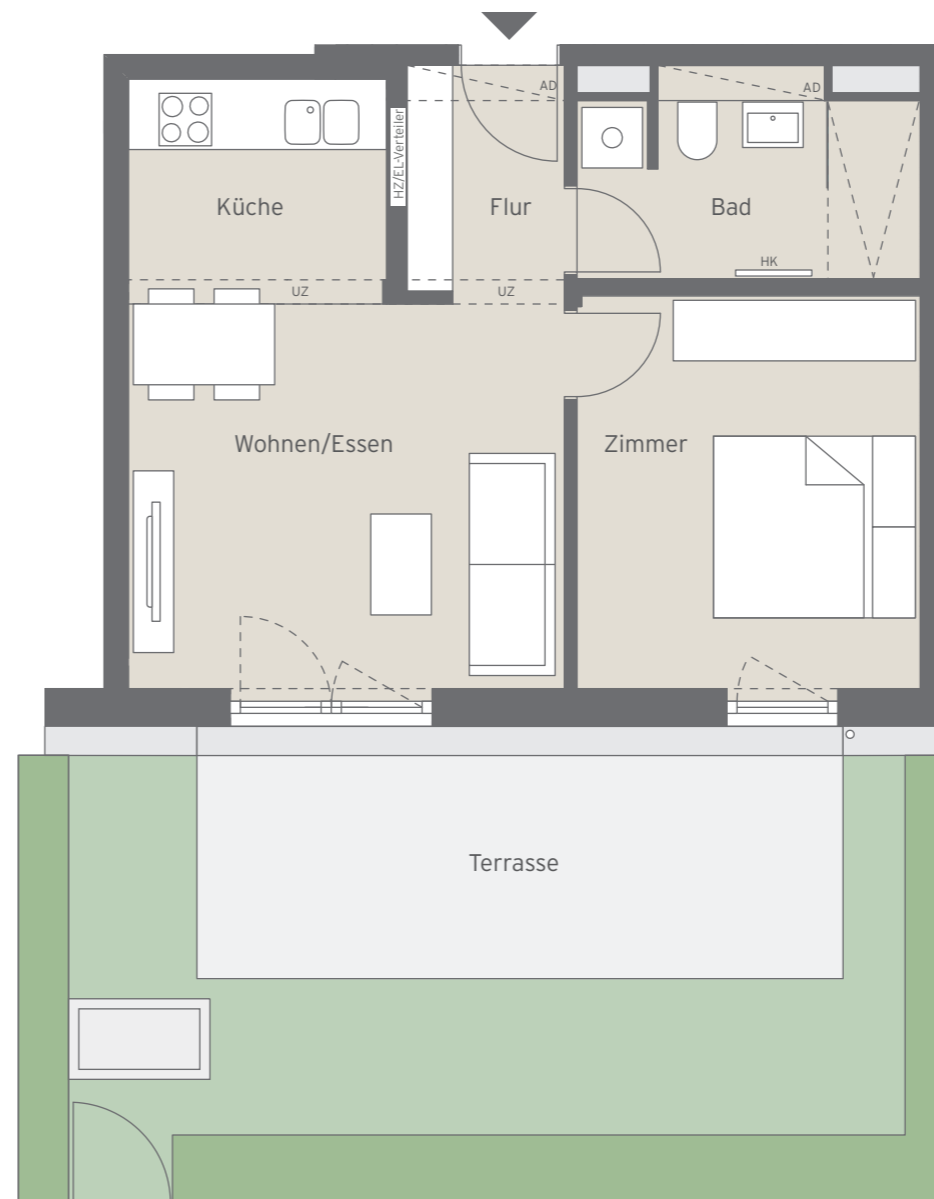 AD
AD
HZ/EL-Verteiler
Küche
Flur
Bad
HK
UZ
UZ
Wohnen/Essen
Zimmer
Terrasse